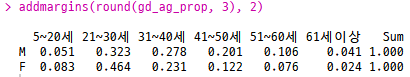 > addmargins(round(gd_ag_prop, 3), 2)
5~20세 21~30세 31~40세 41~50세 51~60세 61세이상 Sum
M 0.051 0.323 0.278 0.201 0.106 0.041 1.000
F 0.083 0.464 0.231 0.122 0.076 0.024 1.000